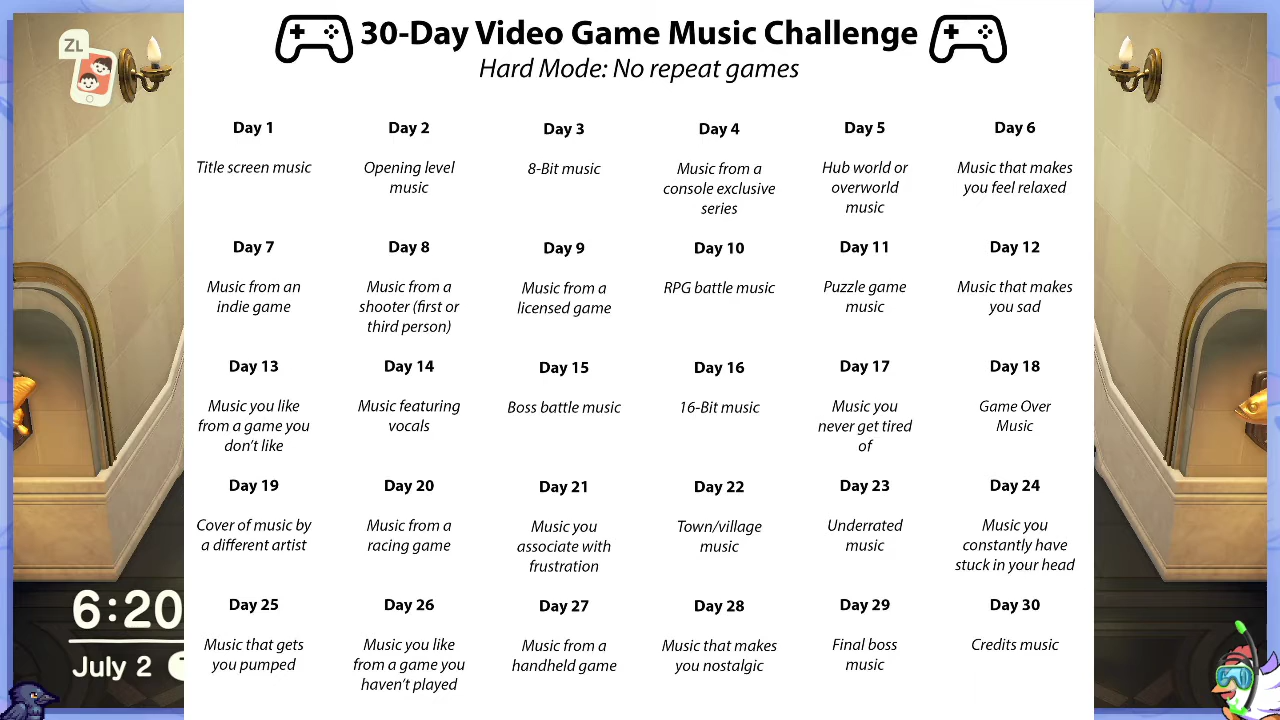 30-Day Video Game Music Challenge
Hard Mode: No repeat games
ZL
Day 1
Title screen music
Day 2
Opening level
music
Day 3
8-Bit music
Day 4
Music from a
console exclusive
series
Day 5
Hub world or
overworld
music
Day 6
Music that makes
you feel relaxed
Day 7
Music from an
indie game
Day 8
Music from a
shooter (first or
third person)
Day 9
Music from a
licensed game
Day 10
RPG battle music
Day 11
Puzzle game
music
Day 12
Music that makes
you sad
Day 13
Music you like
from a game you
don't like
Day 14
Music featuring
vocals
Day 15
Boss battle music
Day 16
16-Bit music
Day 17
Music you
never get tired
of
Day 18
Game Over
Music
Day 19
Cover of music by
a different artist
Day 20
Music from a
racing game
Day 21
Music you
associate with
frustration
Day 22
Town/village
music
Day 23
Underrated
music
Day 24
Music you
constantly have
stuck in your head
Day 25
Music that gets
you pumped
Day 26
Music you like
from a game you
haven't played
Day 27
Music from a
handheld game
Day 28
Music that makes
you nostalgic
Day 29
Final boss
music
Day 30
Credits music
6:20
July 2